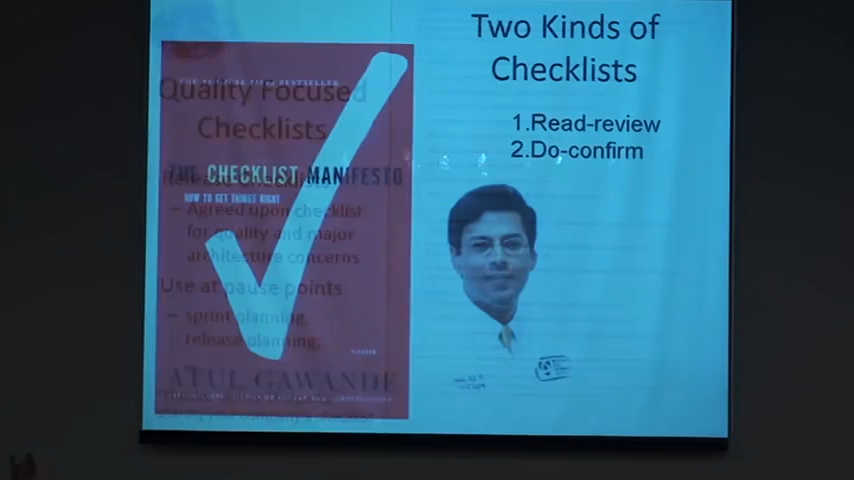 Two Kinds of
Checklists
1.Read-review
2.Do-confirm
Quality Focused
Checklists
THE CHECKLIST MANIFESTO
HOW TO GET THINGS RIGHT
– Agreed upon checklist
for quality and major
architecture concerns
Use at pause points
– sprint planning,
release planning,
PICADOR
ATUL GAWANDE